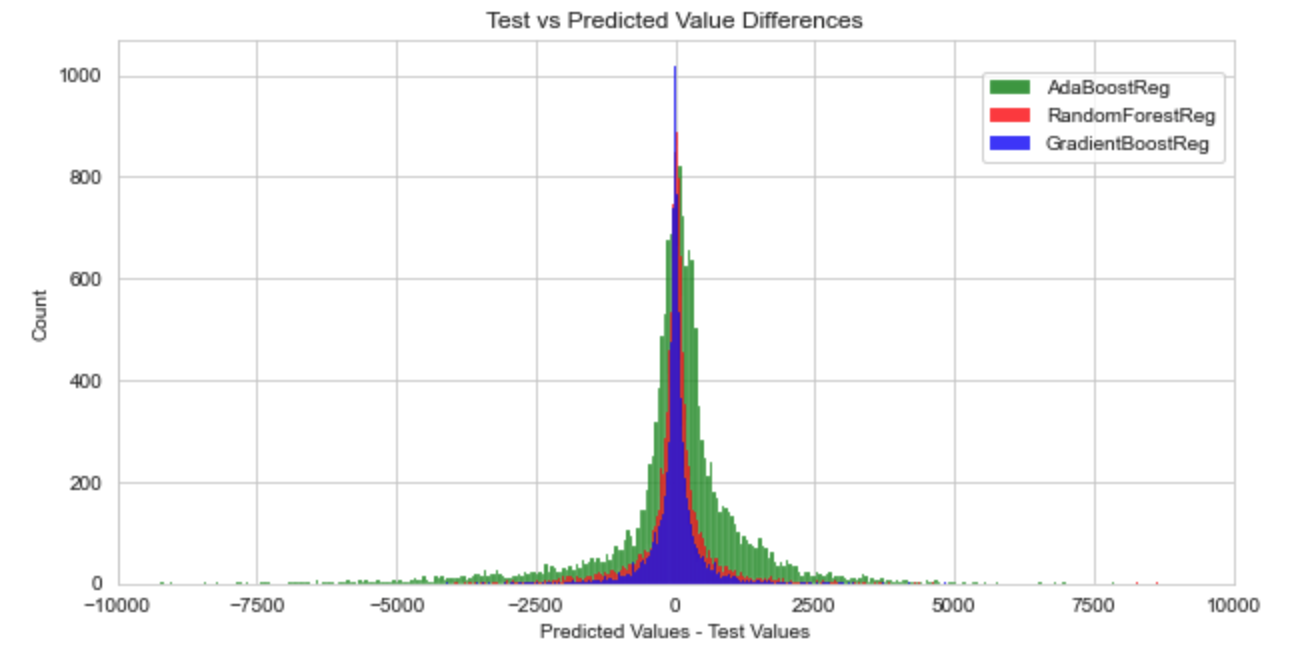 Test vs Predicted Value Differences
1000
800
600
400
200
0
Count
AdaBoostReg
RandomForestReg
GradientBoostReg
−10000 −7500 −5000 −2500 0 2500 5000 7500 10000
Predicted Values - Test Values